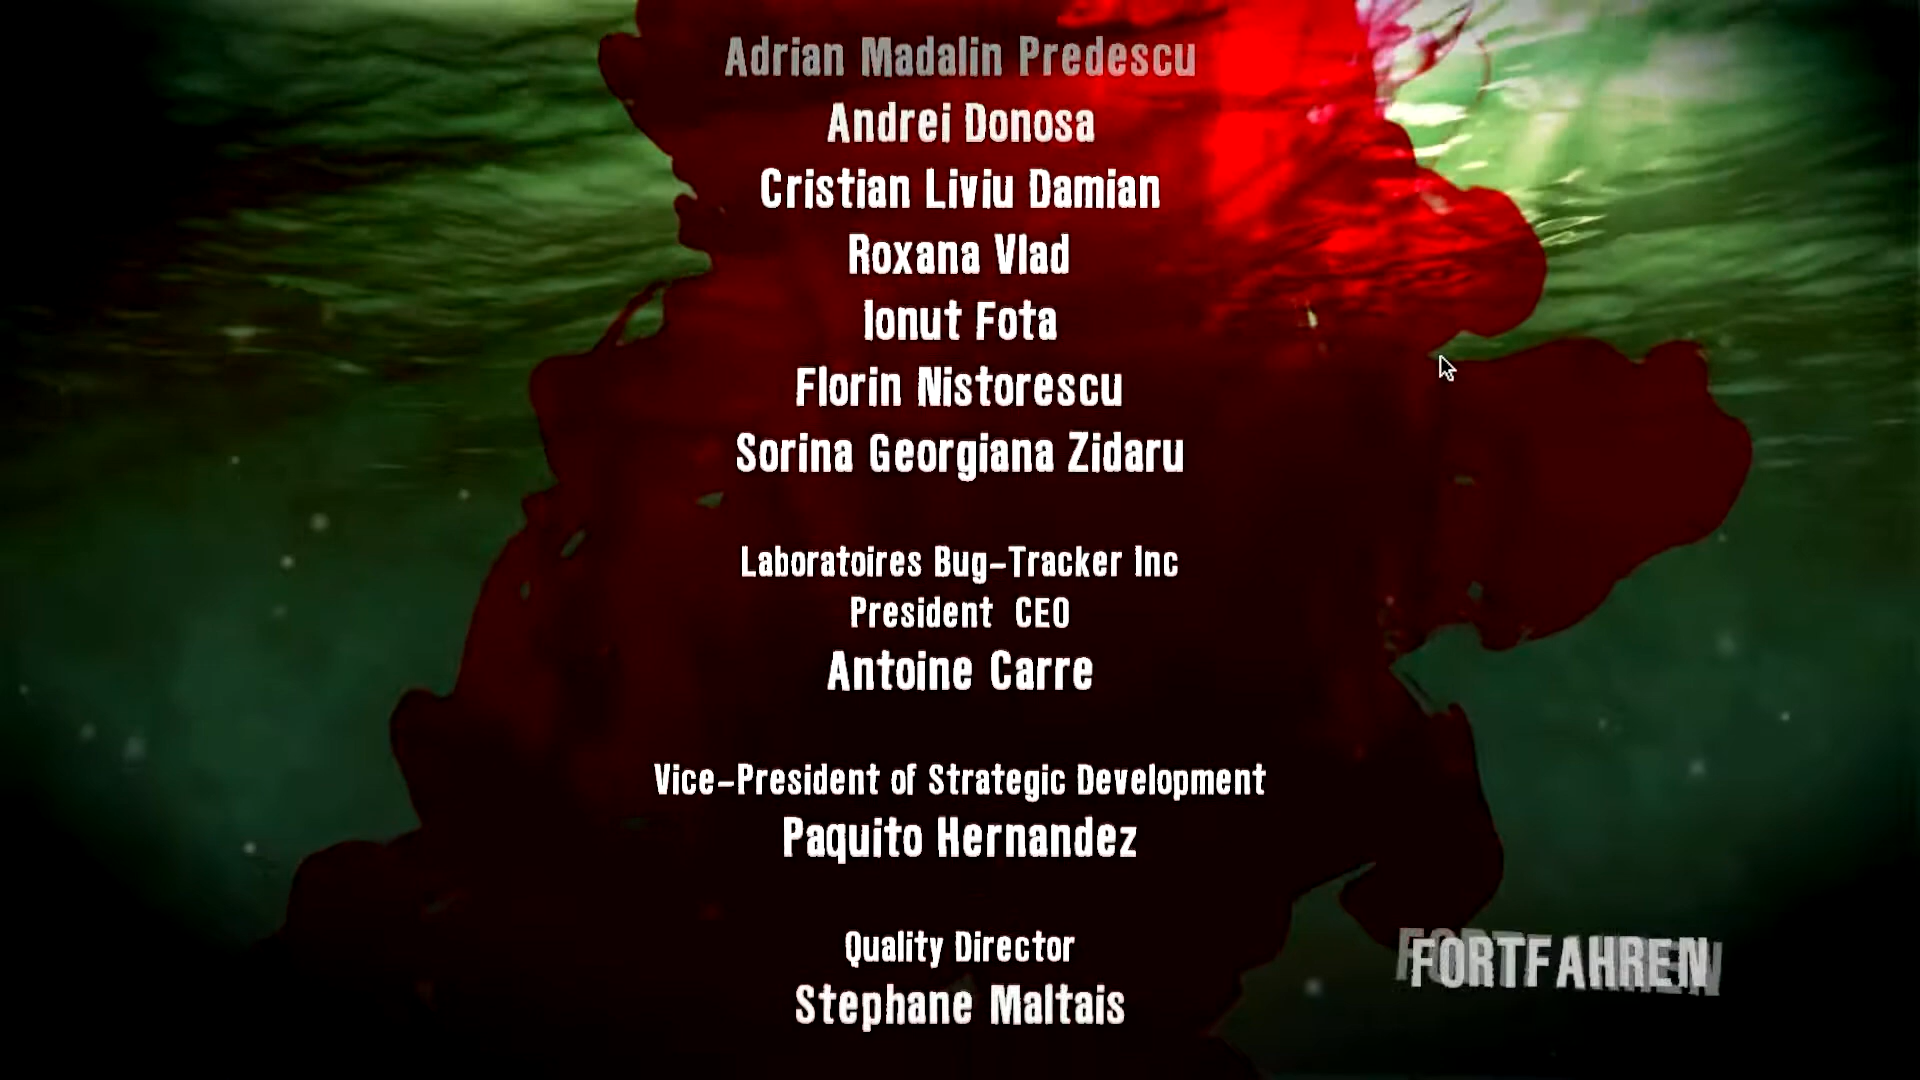 Adrian Madalin Predescu
Andrei Donosa
Cristian Liviu Damian
Roxana Vlad
Ionut Fota
Florin Nistorescu
Sorina Georgiana Zidaru
Laboratoires Bug-Tracker Inc
President CEO
Antoine Carre
Vice-President of Strategic Development
Paquito Hernandez
Quality Director
Stephane Maltais
FORTFAHREN